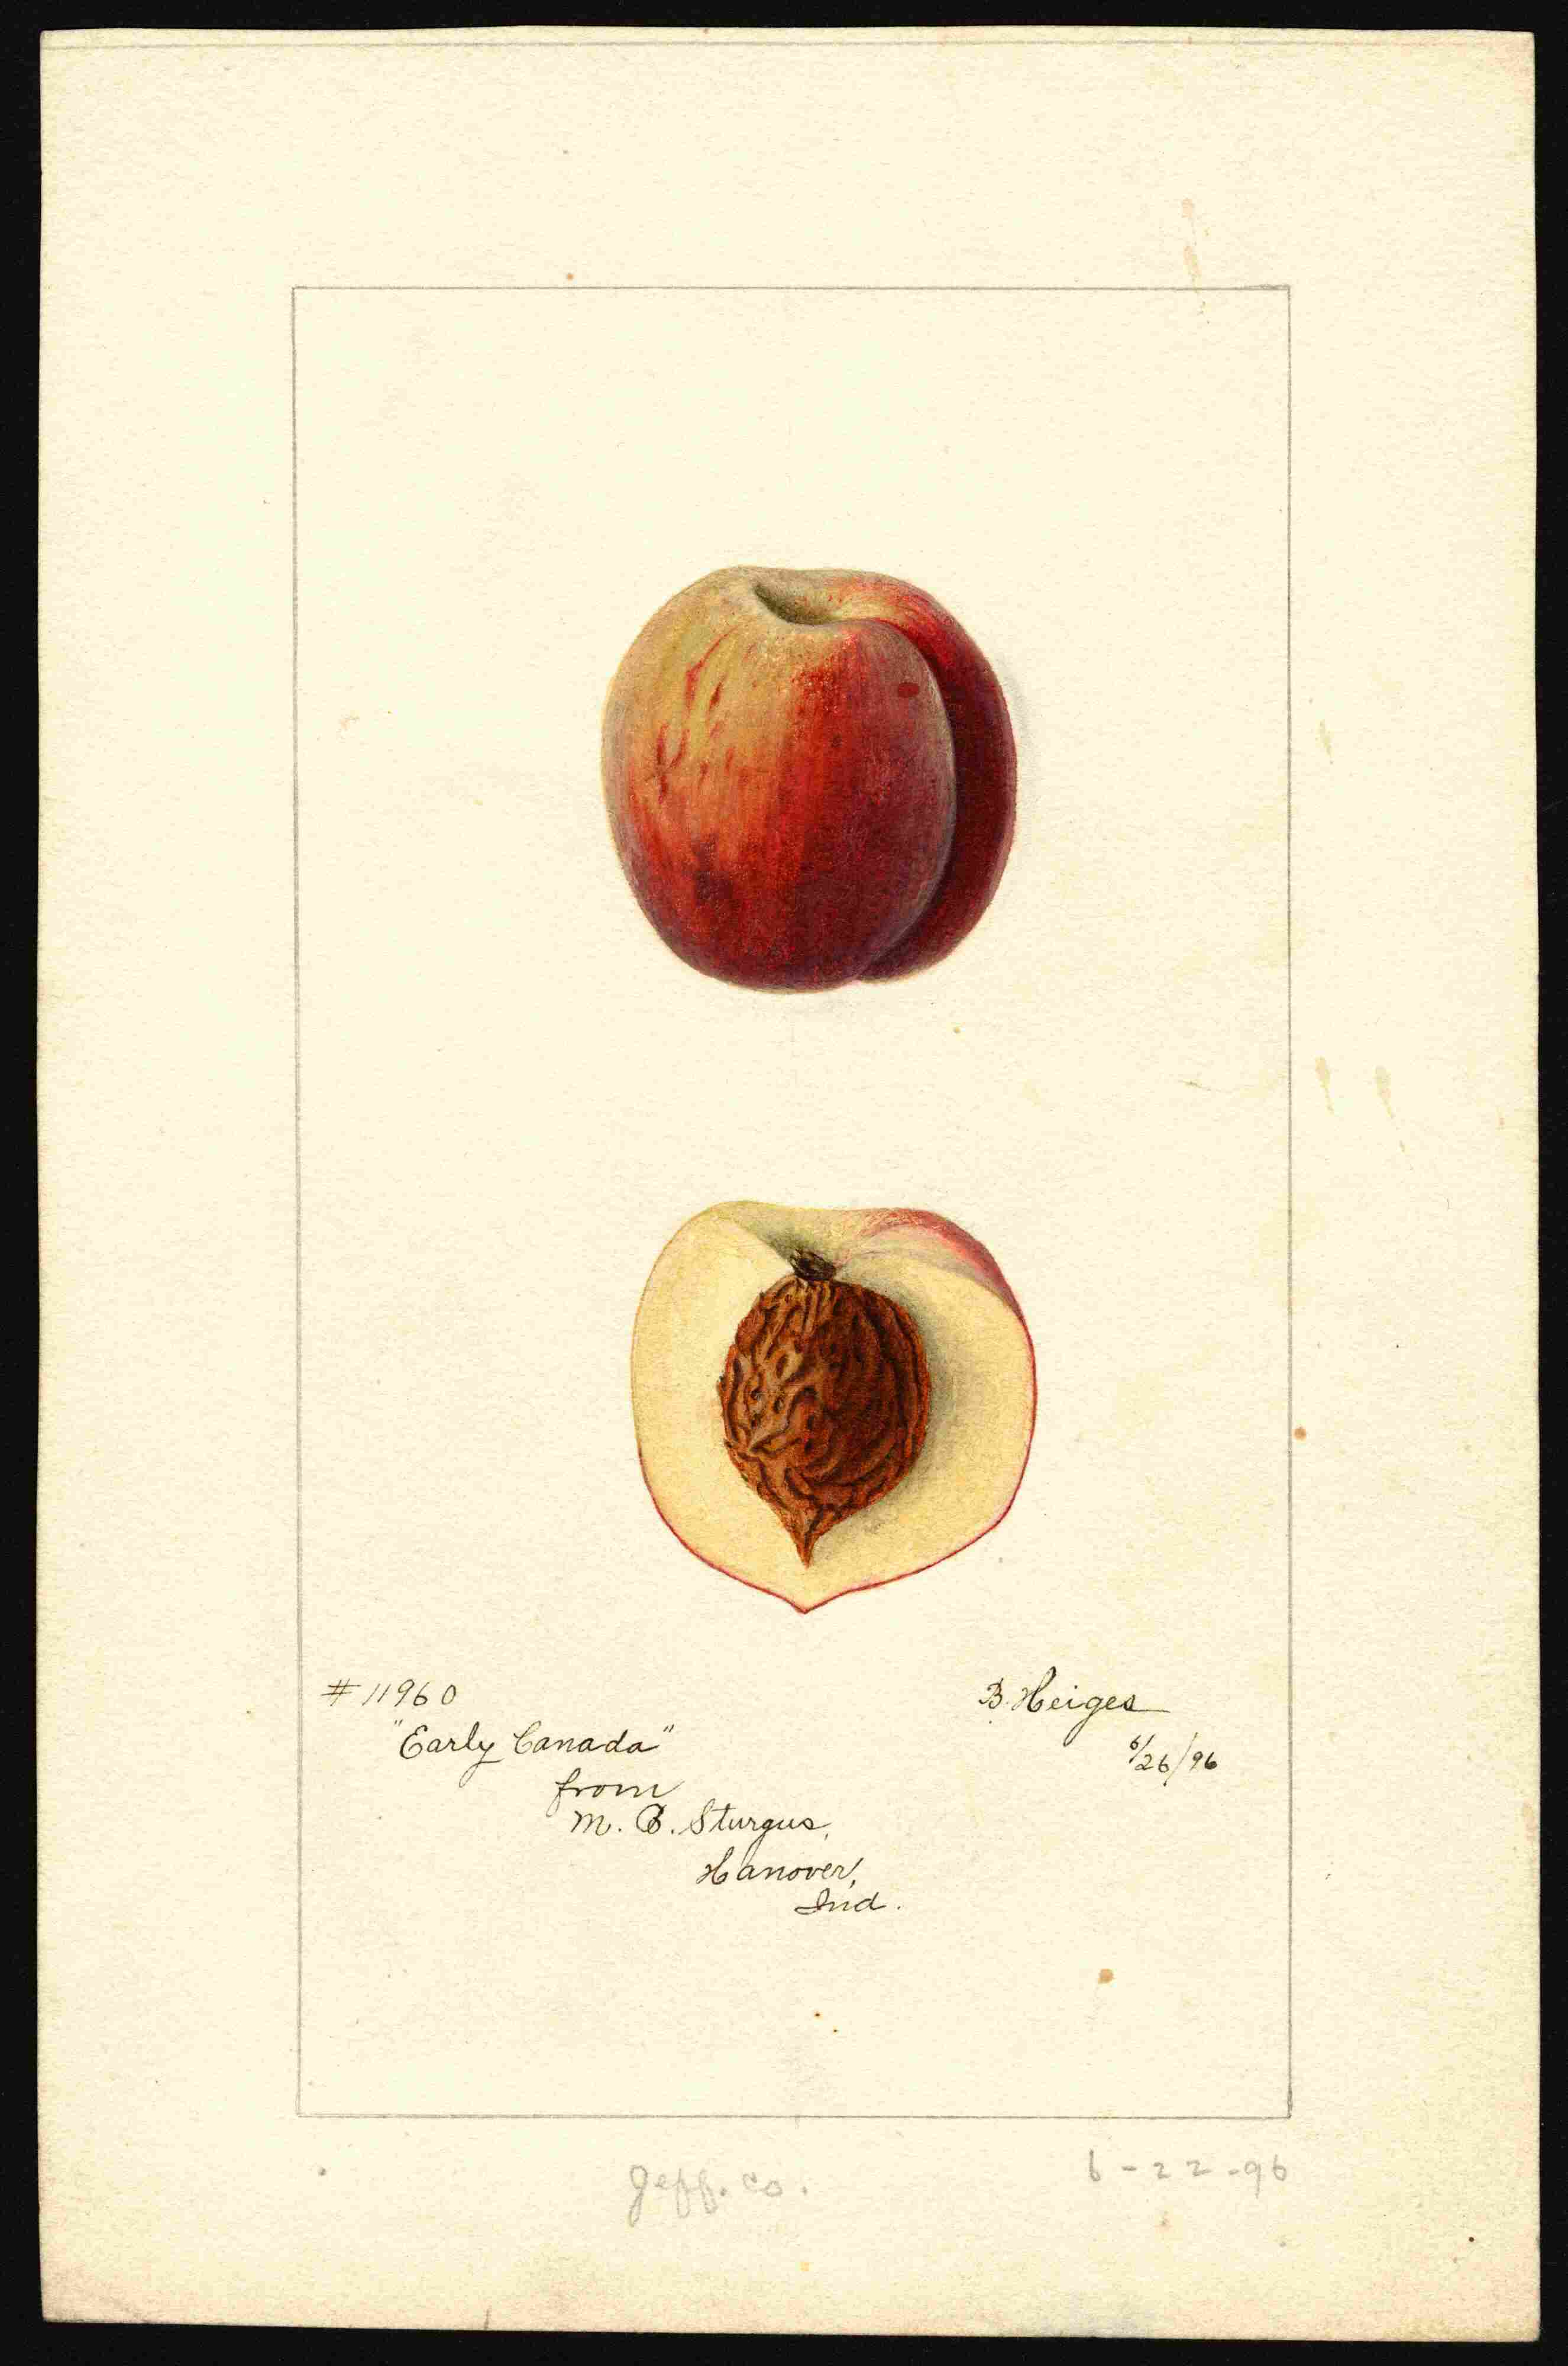 #11960
"Early Canada"
from
M. B. Sturgus,
Hanover,
Ind.
B. Heiges
6/26/96
Jeff. co.
6-22-96